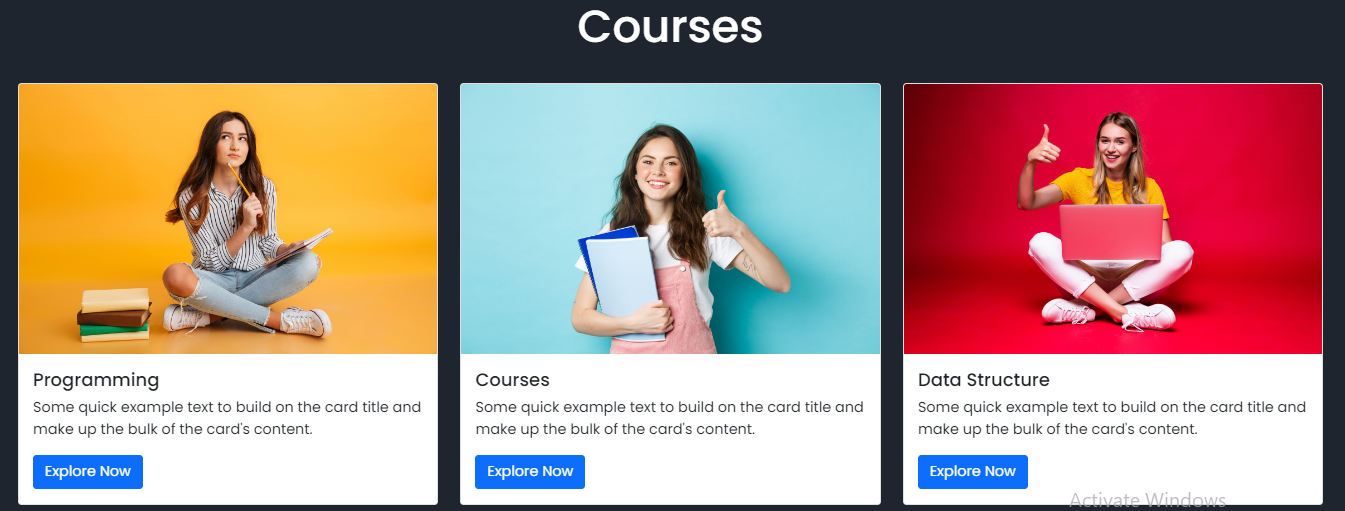 Courses
Programming
Some quick example text to build on the card title and
make up the bulk of the card's content.
Explore Now
Courses
Some quick example text to build on the card title and
make up the bulk of the card's content.
Explore Now
Data Structure
Some quick example text to build on the card title and
make up the bulk of the card's content.
Explore Now
Activate Windows